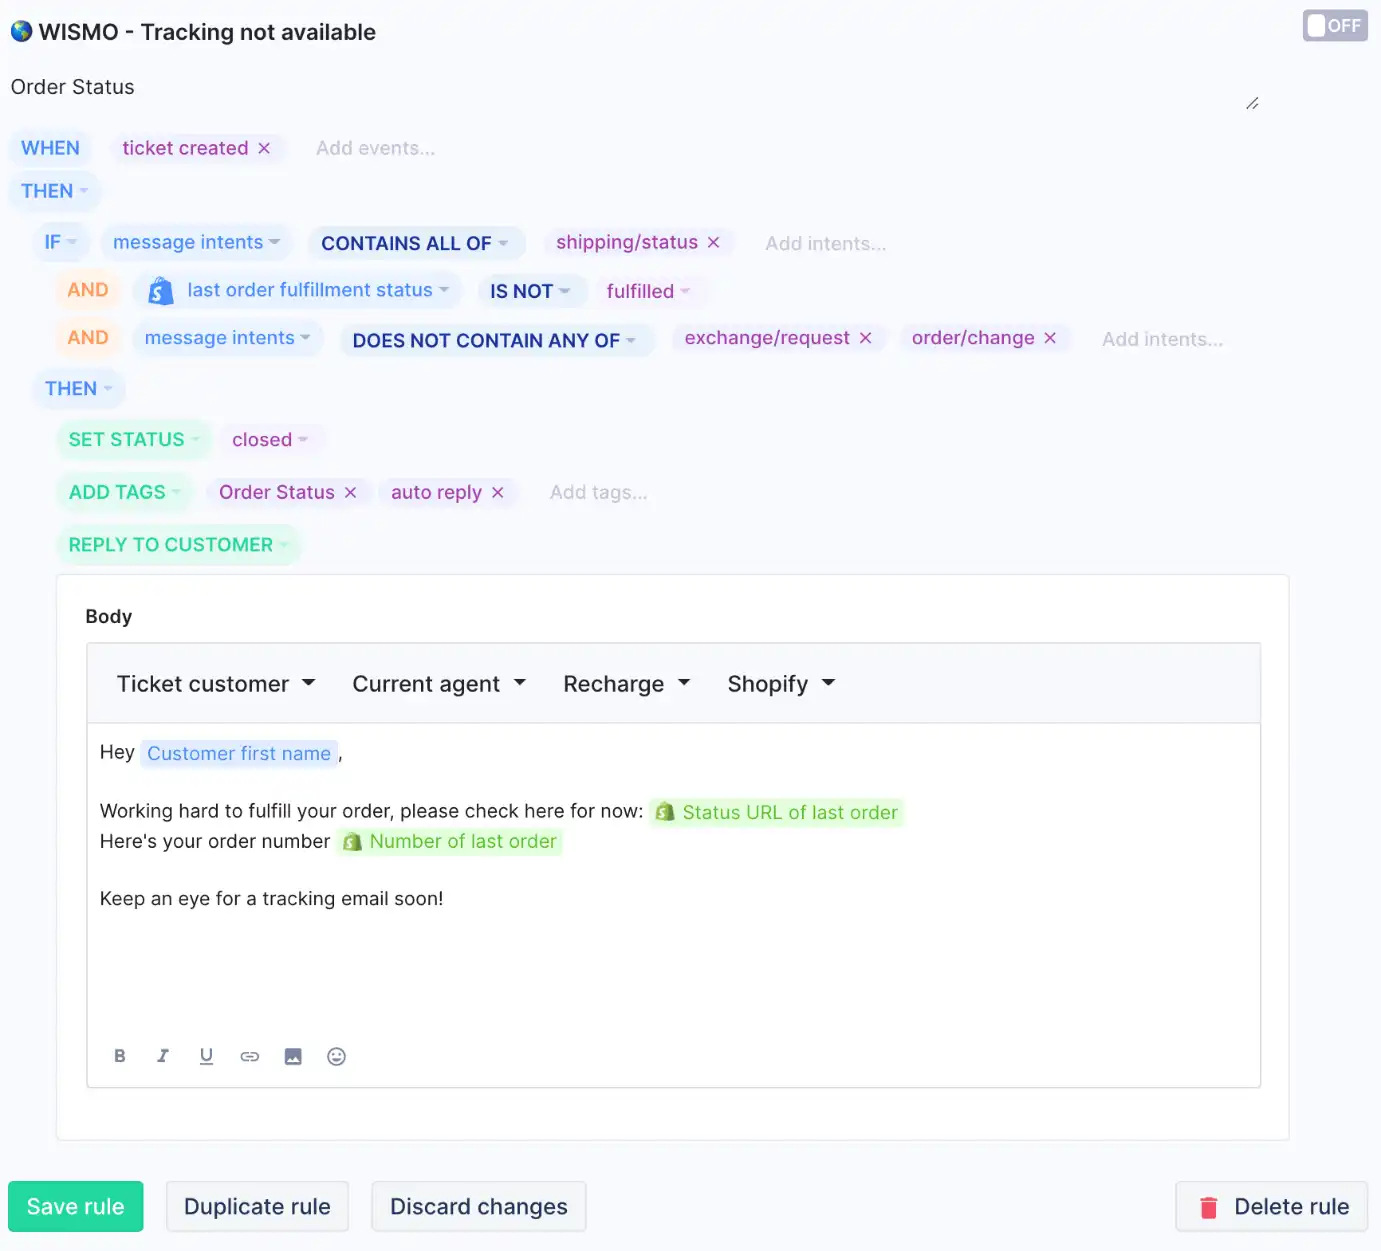 WISMO - Tracking not available
OFF
Order Status
WHEN ticket created × Add events...
THEN
IF message intents CONTAINS ALL OF shipping/status × Add intents...
AND last order fulfillment status IS NOT fulfilled
AND message intents DOES NOT CONTAIN ANY OF exchange/request × order/change × Add intents...
THEN
SET STATUS closed
ADD TAGS Order Status × auto reply × Add tags...
REPLY TO CUSTOMER
Body
Ticket customer Current agent Recharge Shopify
Hey Customer first name,
Working hard to fulfill your order, please check here for now: Status URL of last order
Here's your order number Number of last order
Keep an eye for a tracking email soon!
B I U
Save rule Duplicate rule Discard changes Delete rule